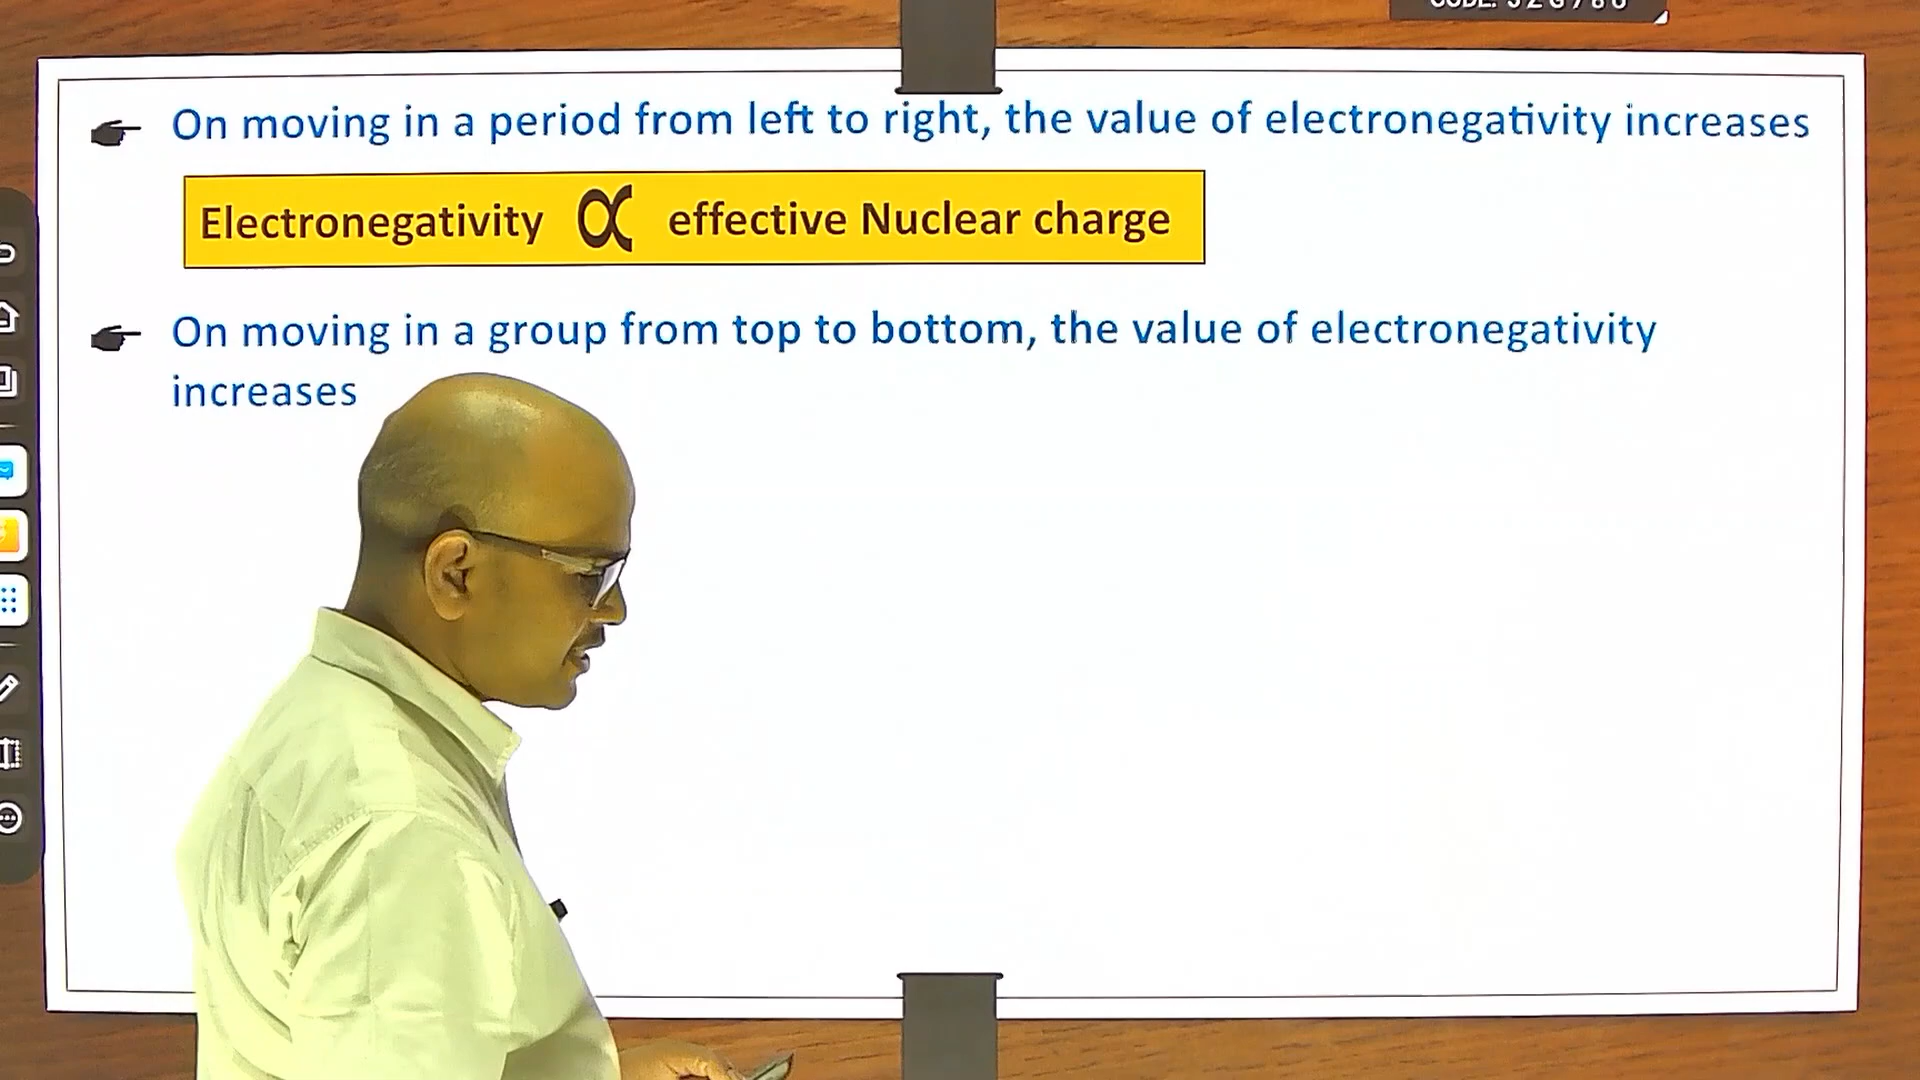 On moving in a period from left to right, the value of electronegativity increases
Electronegativity ∝ effective Nuclear charge
On moving in a group from top to bottom, the value of electronegativity
increases